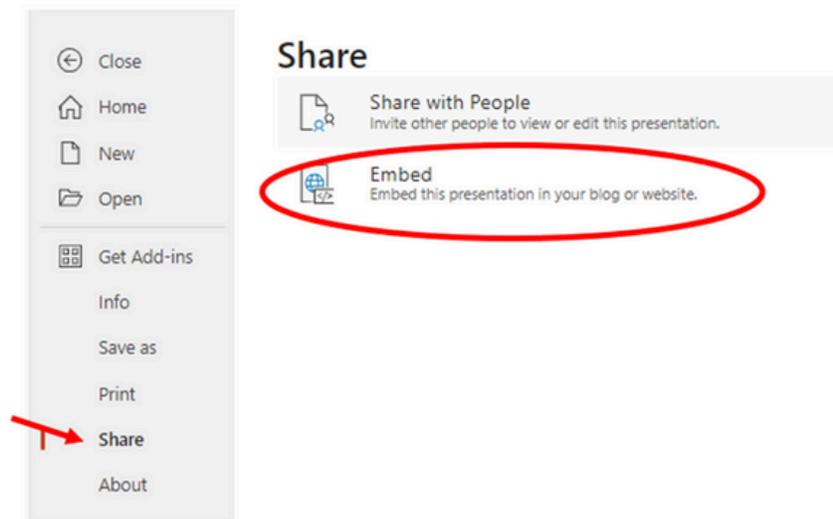 Close
Home
New
Open
Get Add-ins
Info
Save as
Print
Share
About
Share
Share with People
Invite other people to view or edit this presentation.
Embed
Embed this presentation in your blog or website.